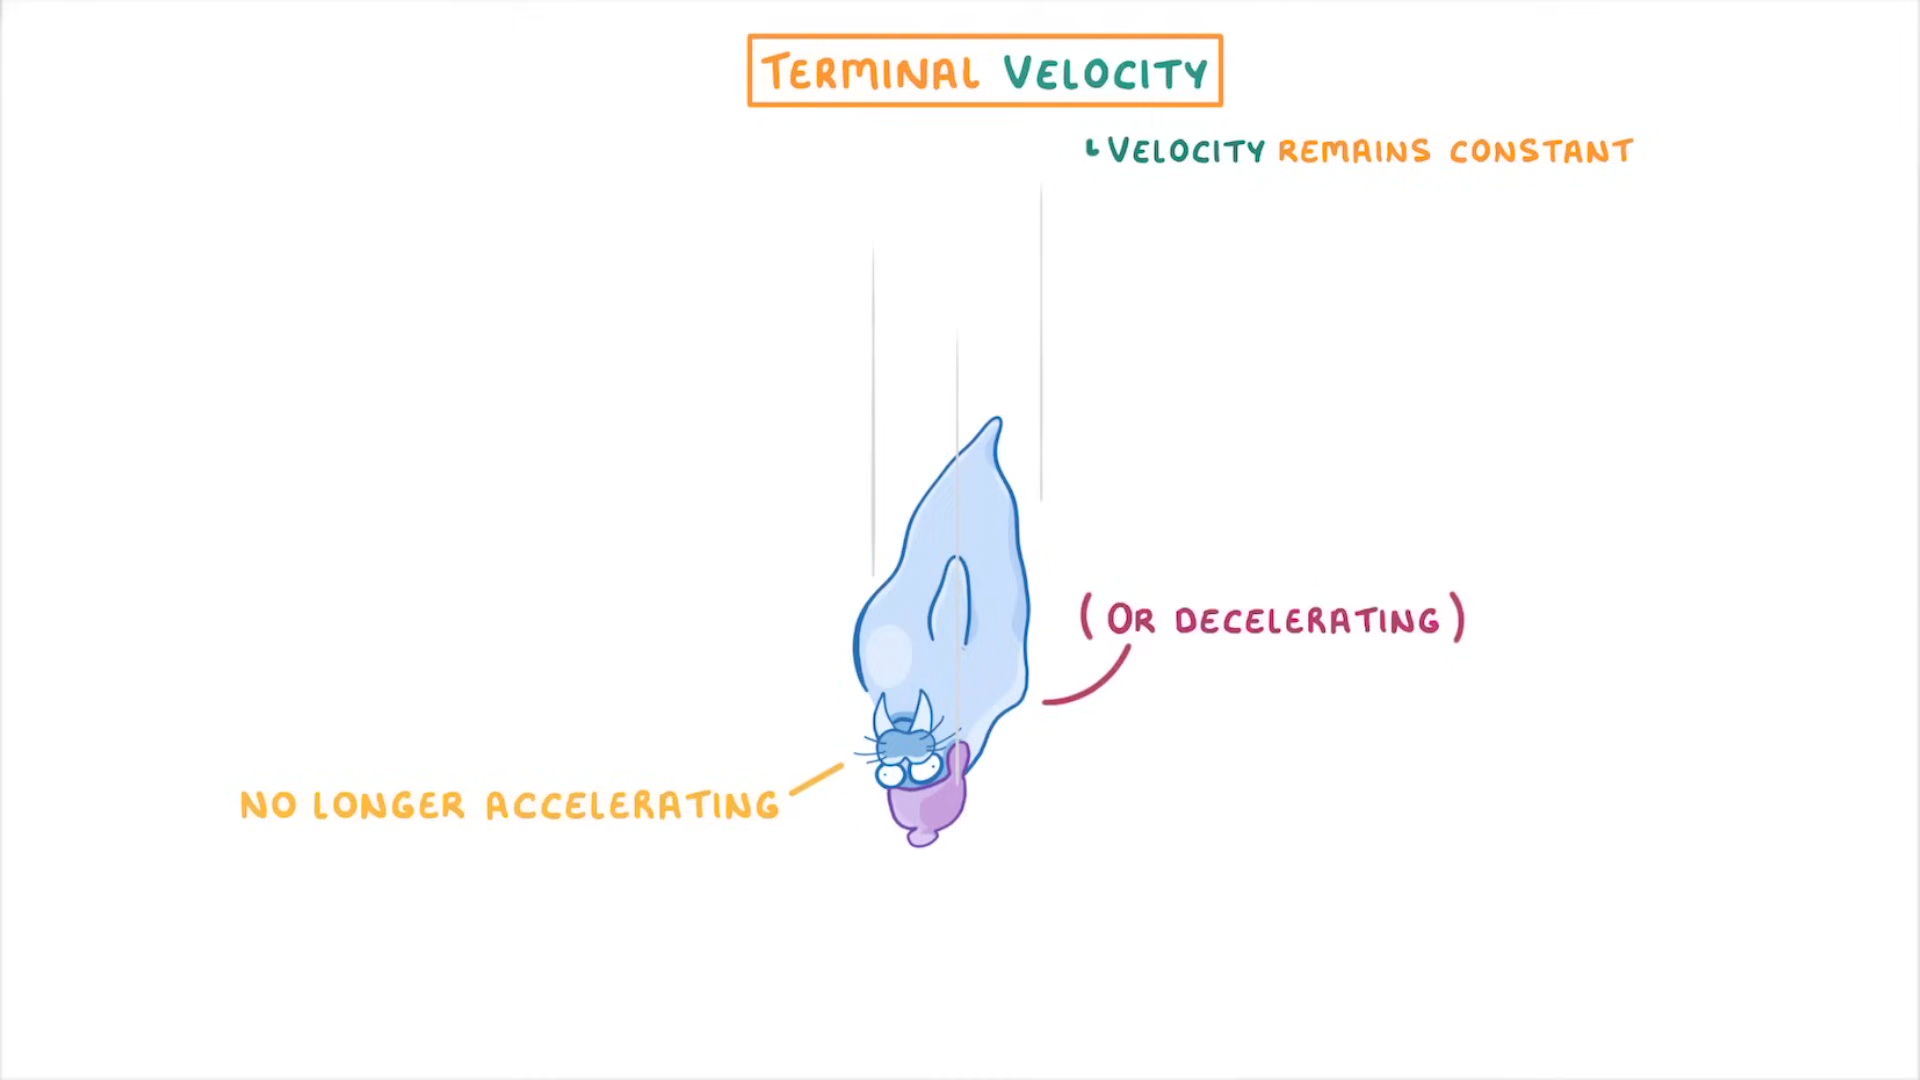 TERMINAL VELOCITY
VELOCITY REMAINS CONSTANT
(OR DECELERATING)
NO LONGER ACCELERATING